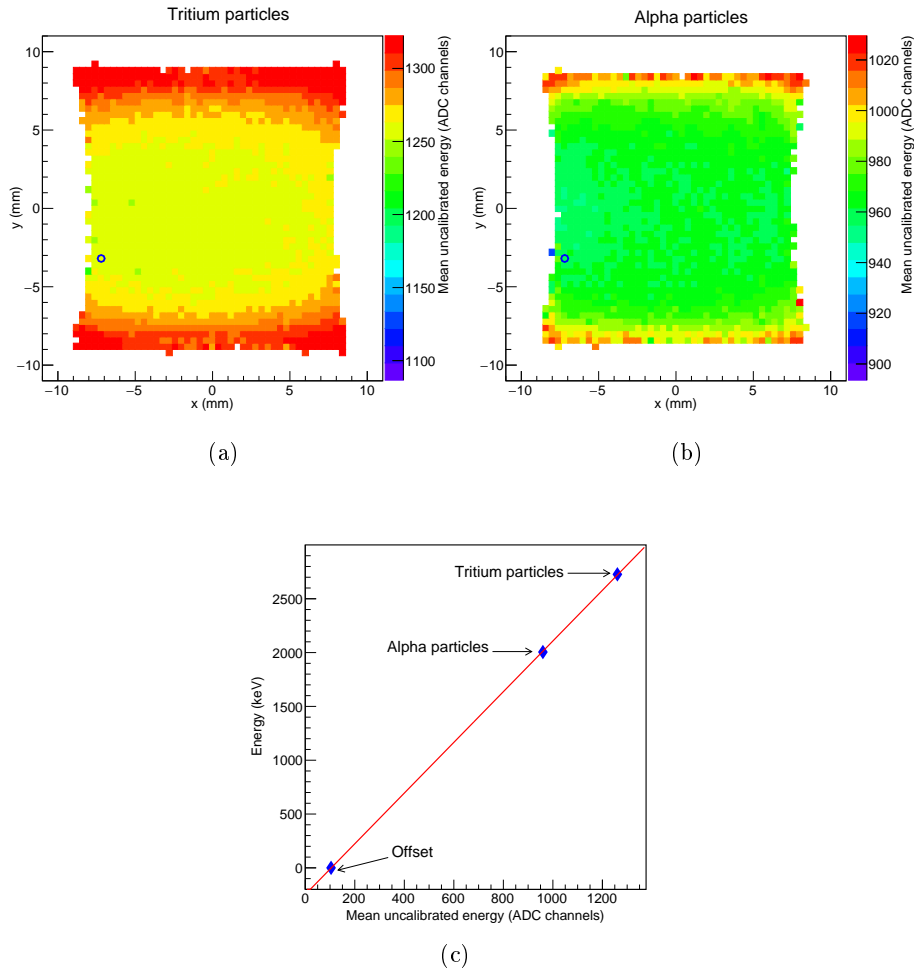 Tritium particles
10
5
0
−5
−10
y (mm)
−10 −5 0 5 10
x (mm)
1300
1250
1200
1150
1100
Mean uncalibrated energy (ADC channels)
(a)
Alpha particles
10
5
0
−5
−10
y (mm)
−10 −5 0 5 10
x (mm)
1020
1000
980
960
940
920
900
Mean uncalibrated energy (ADC channels)
(b)
Tritium particles
Alpha particles
Offset
2500
2000
1500
1000
500
0
Energy (keV)
0 200 400 600 800 1000 1200
Mean uncalibrated energy (ADC channels)
(c)